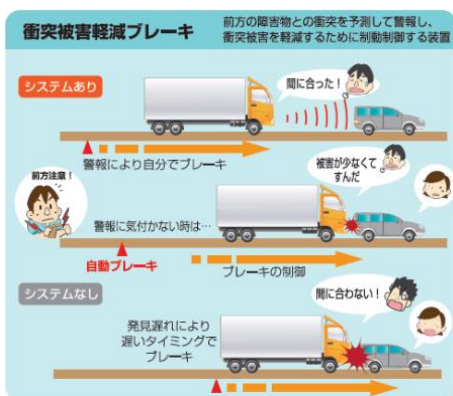 衝突被害軽減ブレーキ
前方の障害物との衝突を予測して警報し、
衝突被害を軽減するために制動制御する装置
システムあり
間に合った！
警報により自分でブレーキ
前方注意！
被害が少なくて
すんだ
警報に気付かない時は…
自動ブレーキ
ブレーキの制御
システムなし
間に合わない！
発見遅れにより
遅いタイミングで
ブレーキ